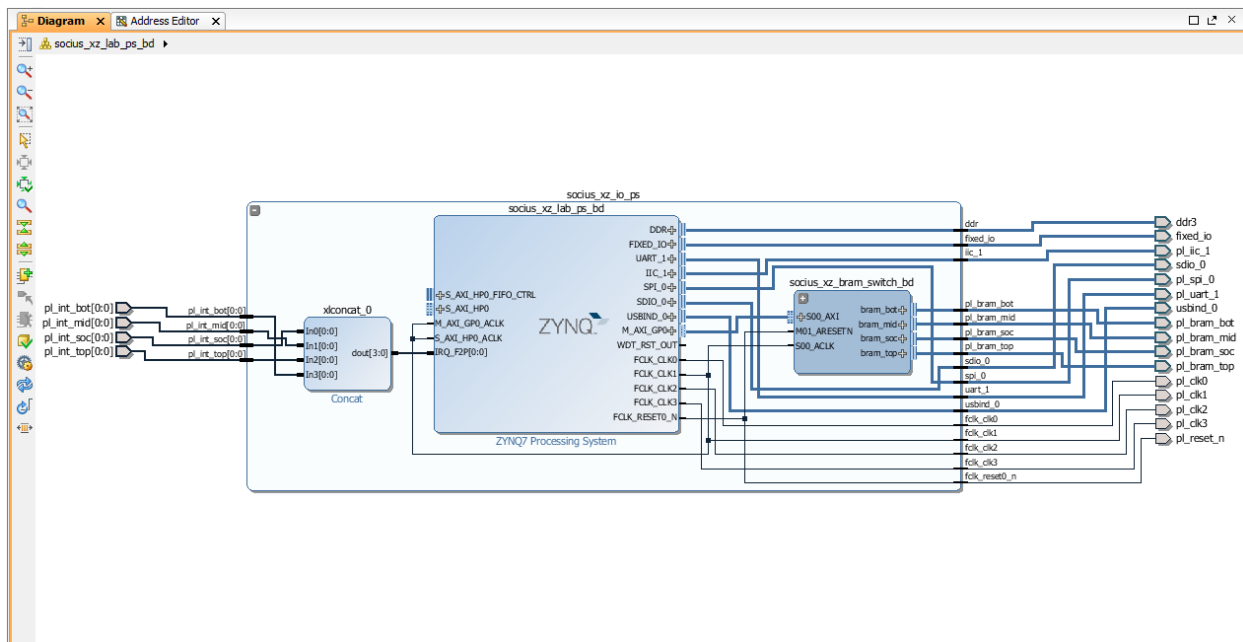 Diagram
Address Editor
socius_xz_lab_ps_bd
socius_xz_io_ps
socius_xz_lab_ps_bd
DDR
FIXED_IO
UART_1
IIC_1
SPI_0
SDIO_0
USBIND_0
M_AXI_GP0
WDT_RST_OUT
FCLK_CLK0
FCLK_CLK1
FCLK_CLK2
FCLK_CLK3
FCLK_RESET0_N
S_AXI_HP0_FIFO_CTRL
S_AXI_HP0
M_AXI_GP0_ACLK
S_AXI_HP0_ACLK
IRQ_F2P[0:0]
ZYNQ
ZYNQ7 Processing System
pl_int_bot[0:0]
pl_int_mid[0:0]
pl_int_soc[0:0]
pl_int_top[0:0]
pl_int_bot[0:0]
pl_int_mid[0:0]
pl_int_soc[0:0]
pl_int_top[0:0]
xlconcat_0
In0[0:0]
In1[0:0]
In2[0:0]
In3[0:0]
dout[3:0]
Concat
socius_xz_bram_switch_bd
S00_AXI
M01_ARESETN
S00_ACLK
bram_bot
bram_mid
bram_soc
bram_top
ddr
fixed_io
iic_1
pl_bram_bot
pl_bram_mid
pl_bram_soc
pl_bram_top
sdio_0
spi_0
uart_1
usbind_0
fclk_clk0
fclk_clk1
fclk_clk2
fclk_clk3
fclk_reset0_n
ddr3
fixed_io
pl_iic_1
sdio_0
pl_spi_0
pl_uart_1
usbind_0
pl_bram_bot
pl_bram_mid
pl_bram_soc
pl_bram_top
pl_clk0
pl_clk1
pl_clk2
pl_clk3
pl_reset_n